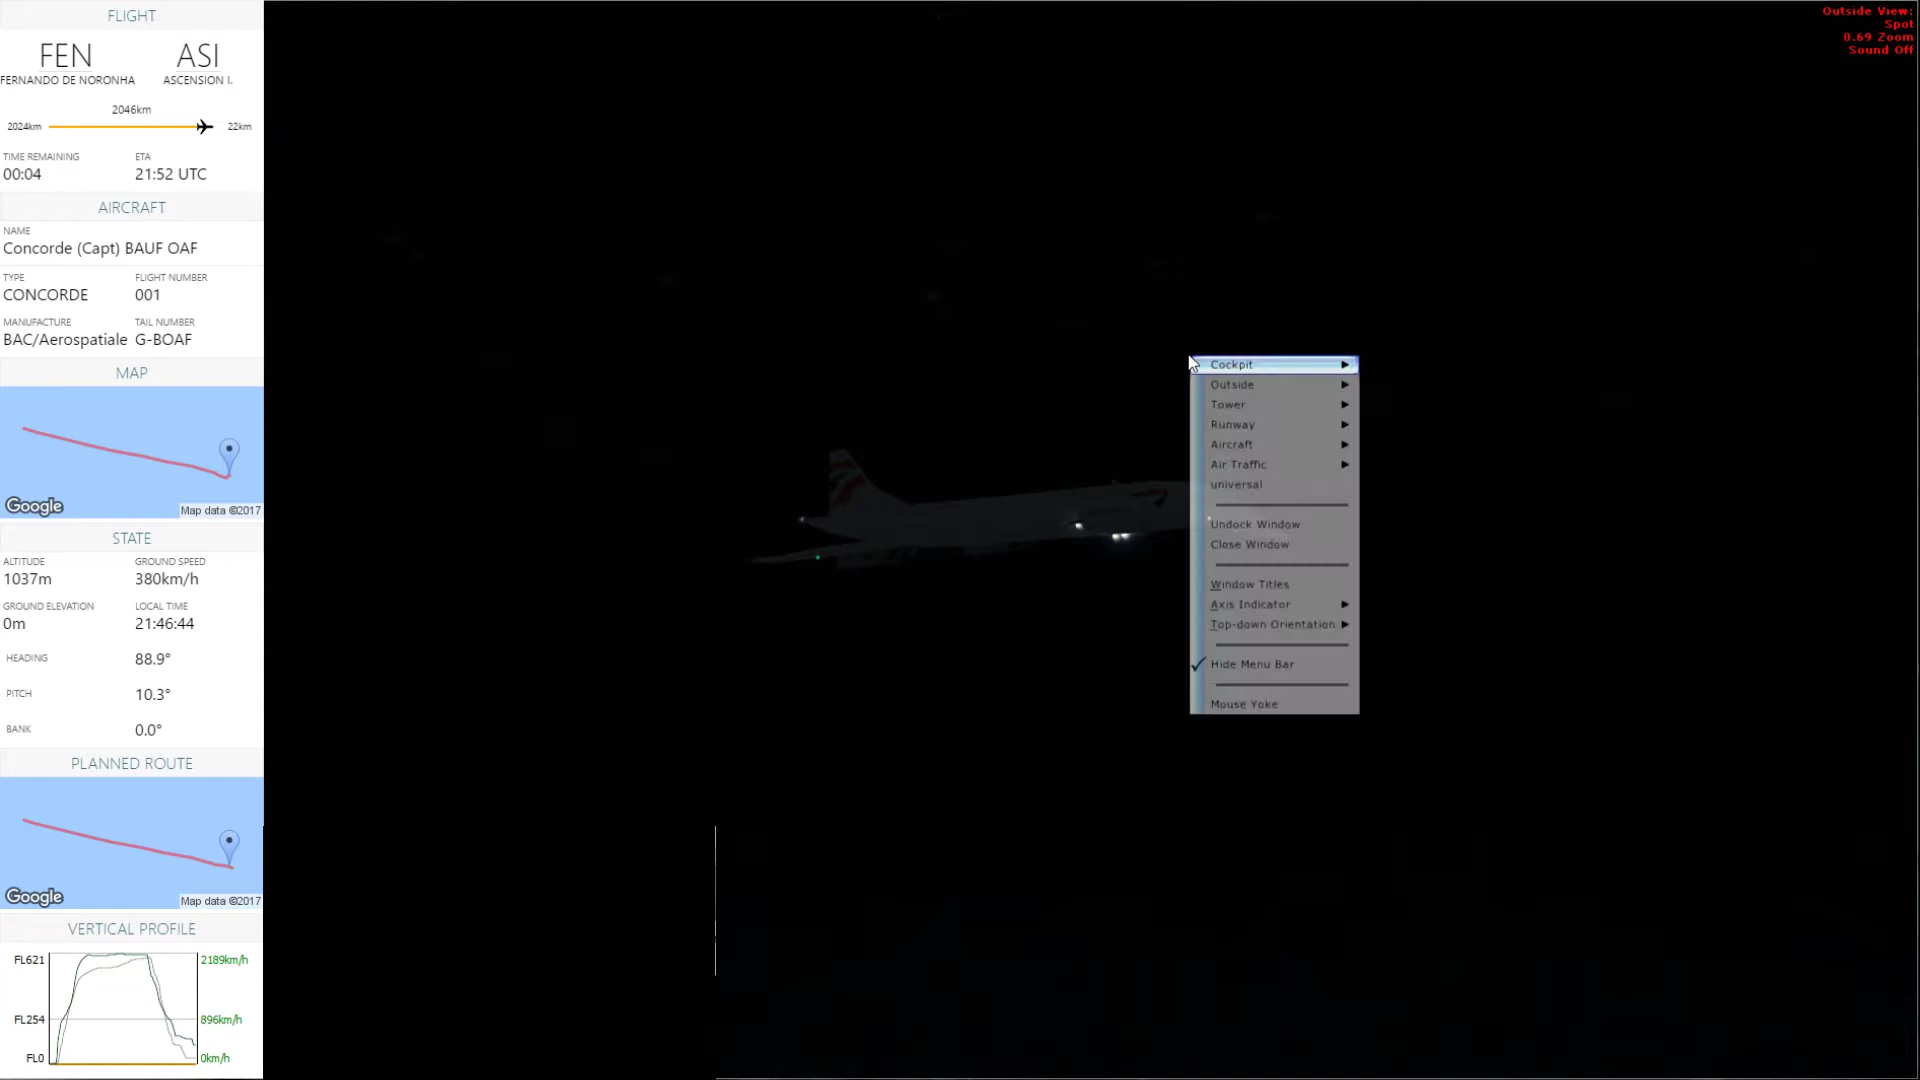 FLIGHT
FEN ASI
FERNANDO DE NORONHA ASCENSION I.
2046km
2024km 22km
TIME REMAINING ETA
00:04 21:52 UTC
AIRCRAFT
NAME
Concorde (Capt) BAUF OAF
TYPE FLIGHT NUMBER
CONCORDE 001
MANUFACTURE TAIL NUMBER
BAC/Aerospatiale G-BOAF
MAP
Google Map data ©2017
STATE
ALTITUDE GROUND SPEED
1037m 380km/h
GROUND ELEVATION LOCAL TIME
0m 21:46:44
HEADING 88.9°
PITCH 10.3°
BANK 0.0°
PLANNED ROUTE
Google Map data ©2017
VERTICAL PROFILE
FL621 2189km/h
FL254 896km/h
FL0 0km/h
Outside View:
Spot
0.69 Zoom
Sound Off
Cockpit
Outside
Tower
Runway
Aircraft
Air Traffic
universal
Undock Window
Close Window
Window Titles
Axis Indicator
Top-down Orientation
Hide Menu Bar
Mouse Yoke